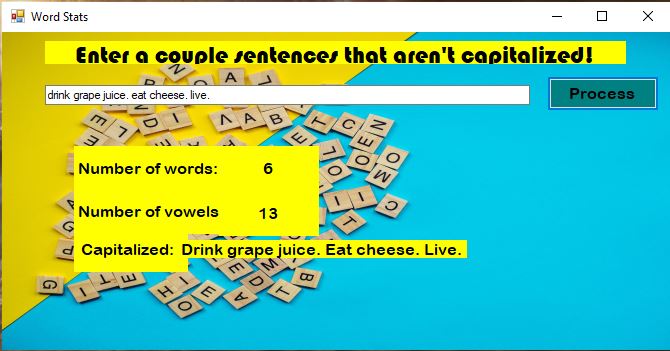 Word Stats
Enter a couple sentences that aren't capitalized!
drink grape juice. eat cheese. live.
Process
Number of words: 6
Number of vowels 13
Capitalized: Drink grape juice. Eat cheese. Live.